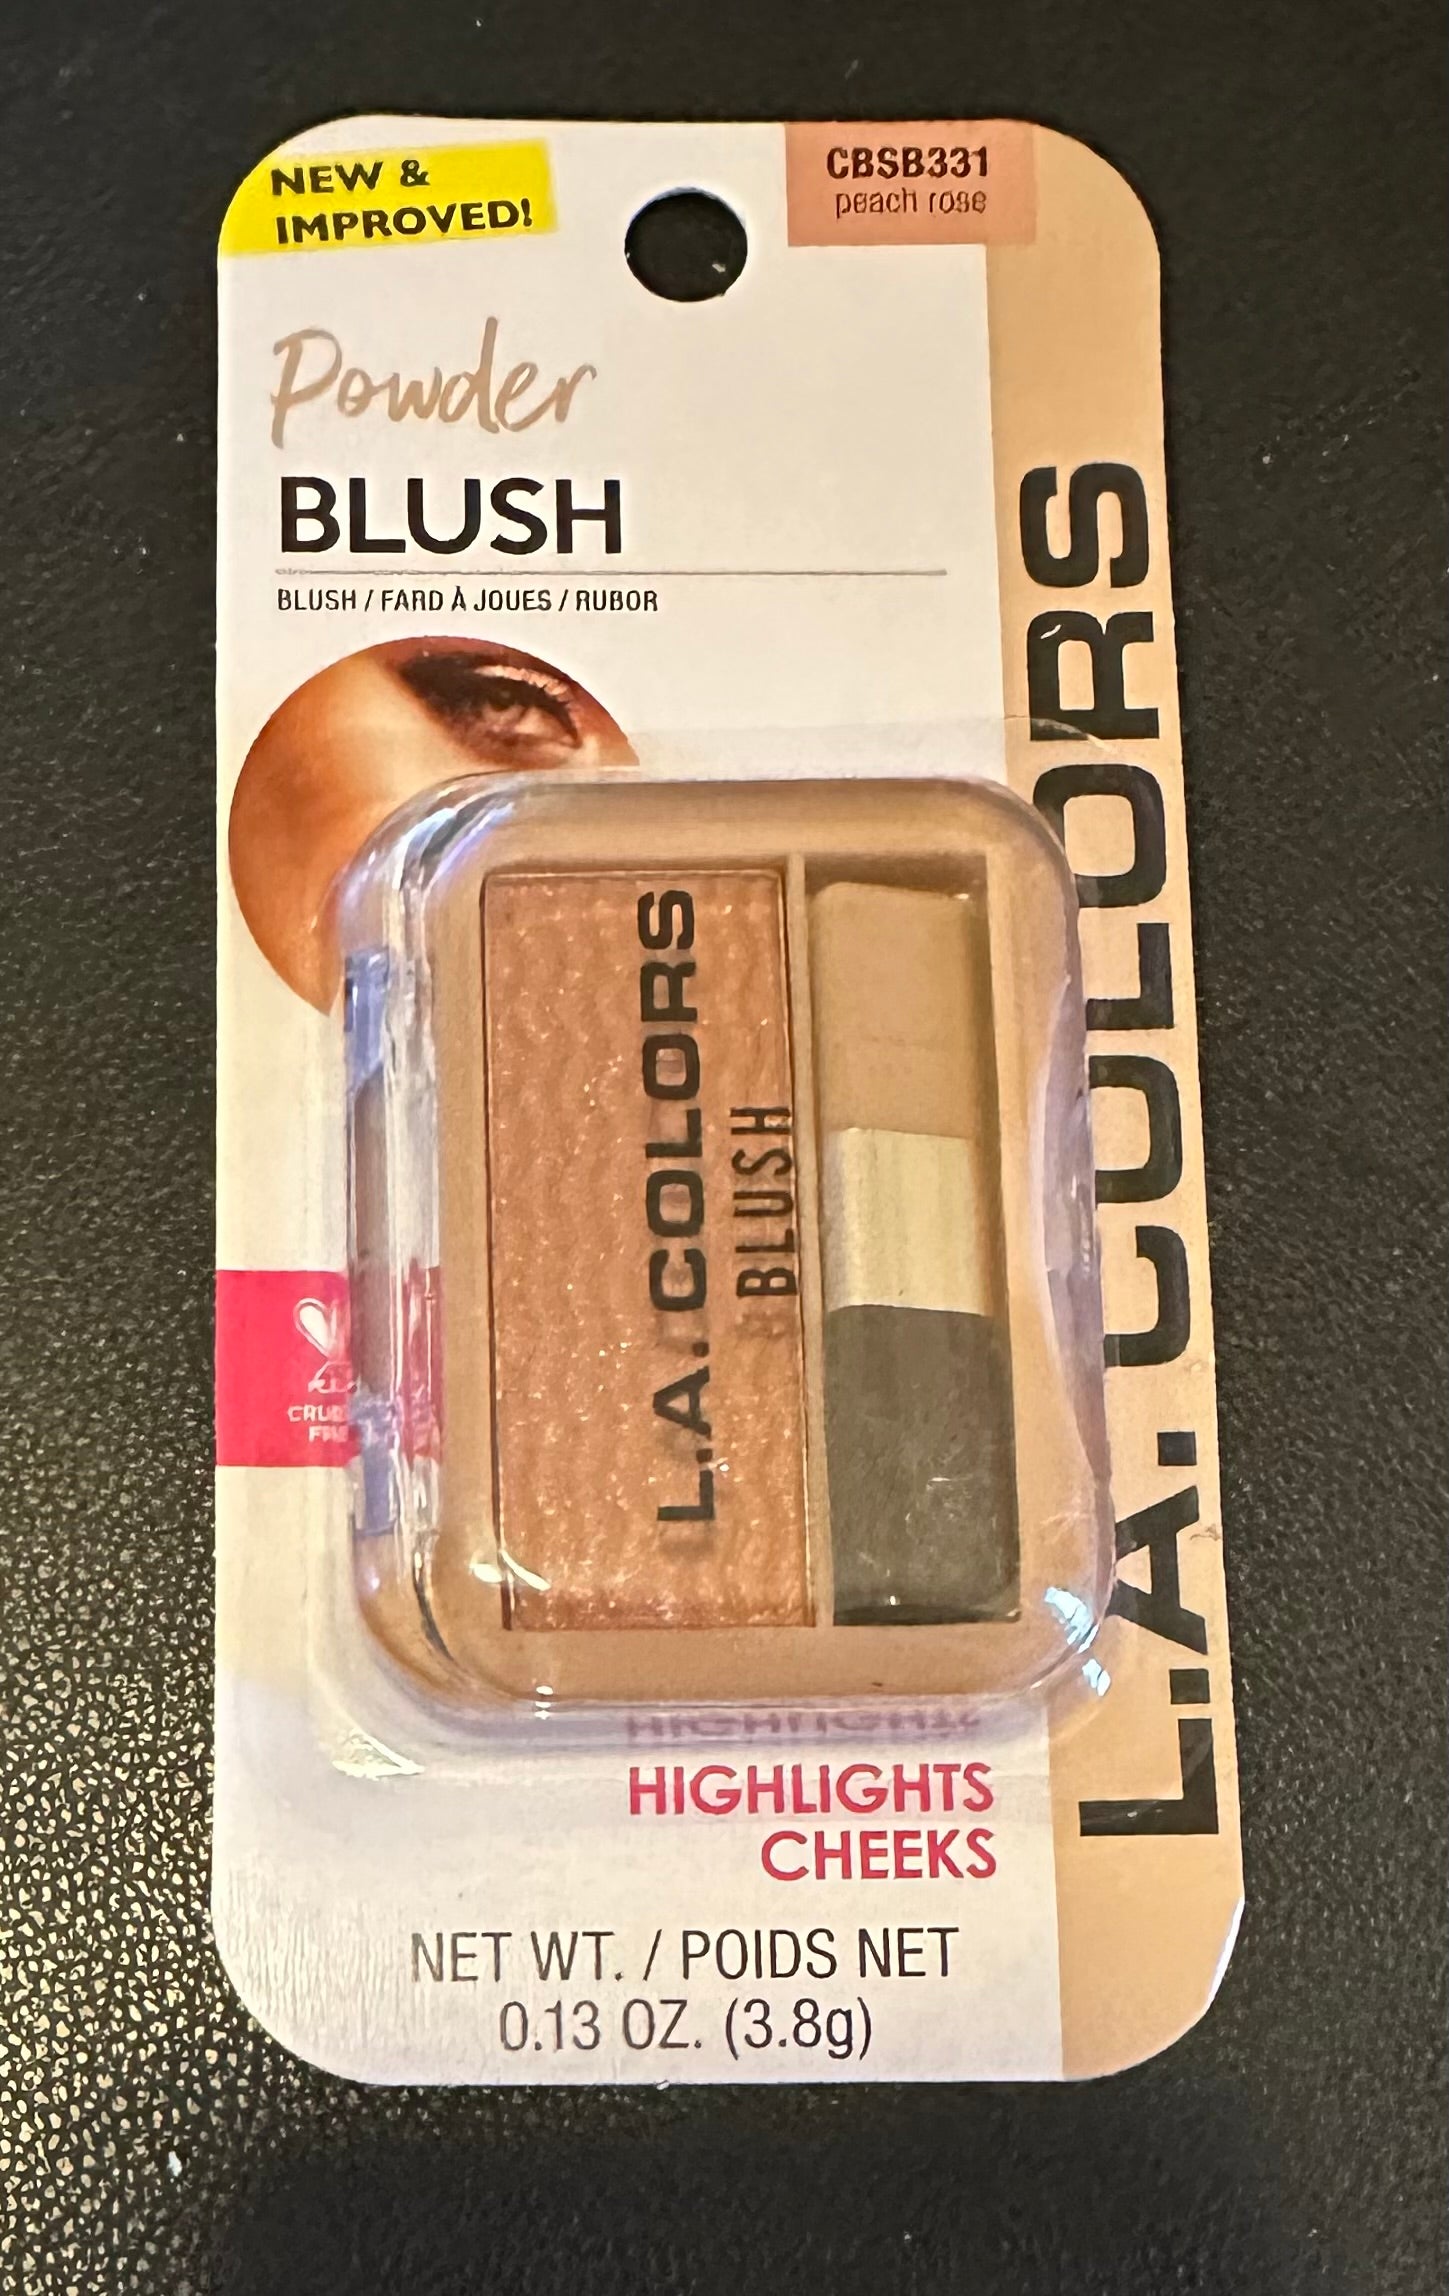 NEW &
IMPROVED!
CBSB331
peach rose
Powder
BLUSH
BLUSH / FARD À JOUES / RUBOR
L.A. COLORS
L.A. COLORS
BLUSH
HIGHLIGHTS
CHEEKS
NET WT. / POIDS NET
0.13 OZ. (3.8g)